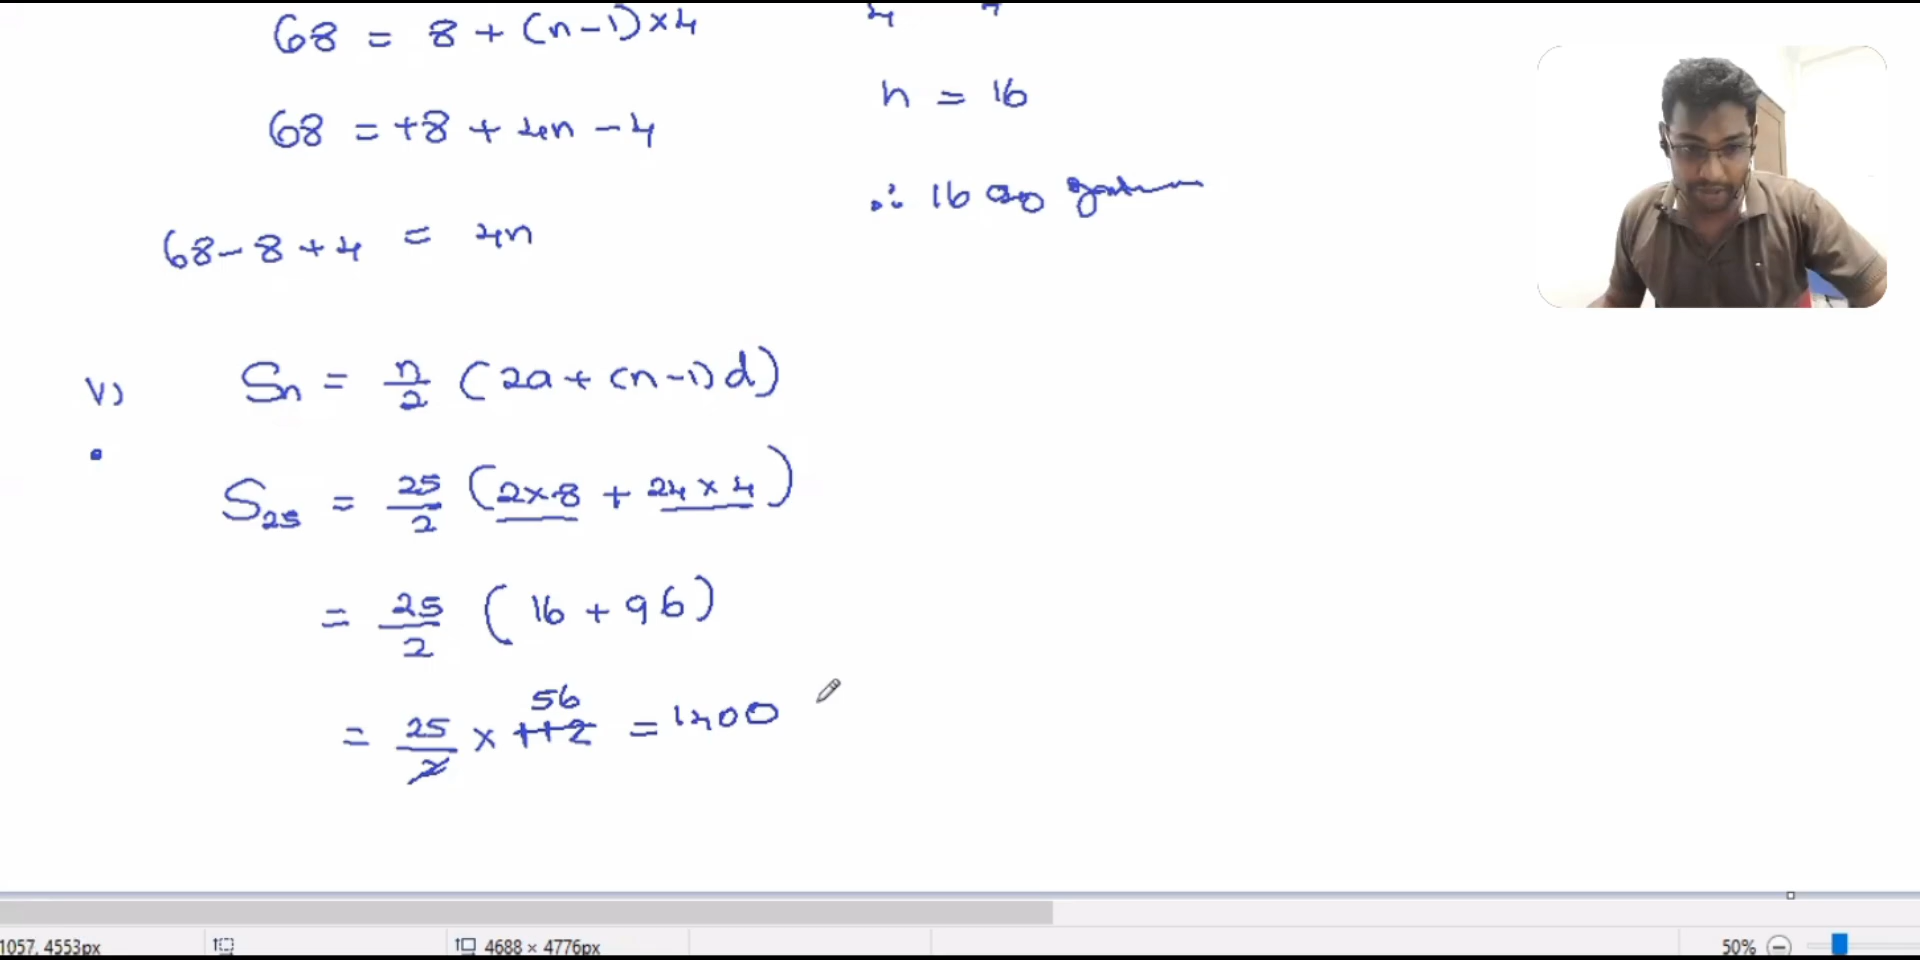 68 = 8 + (n-1)×4
68 = +8 + 4n - 4
68 - 8 + 4 = 4n
n = 16
∴ 16
v) Sn = n/2 (2a + (n-1)d)
S25 = 25/2 (2×8 + 24×4)
= 25/2 (16 + 96)
56
= 25/2 × 112 = 1400
1057, 4553px 4688 × 4776px 50%